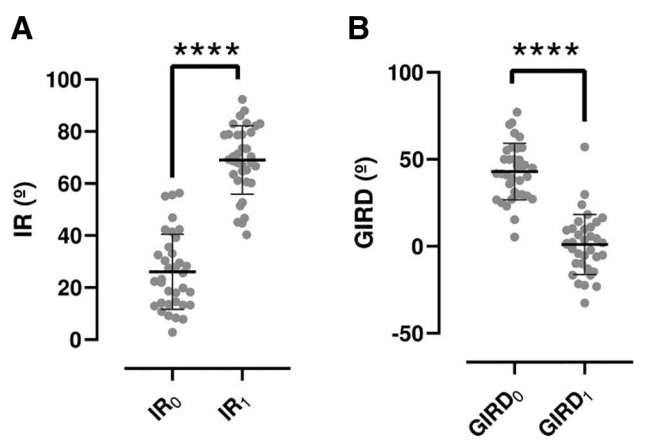 A
B
****
****
IR (º)
100
80
60
40
20
0
IR₀
IR₁
GIRD (º)
100
50
0
-50
GIRD₀
GIRD₁